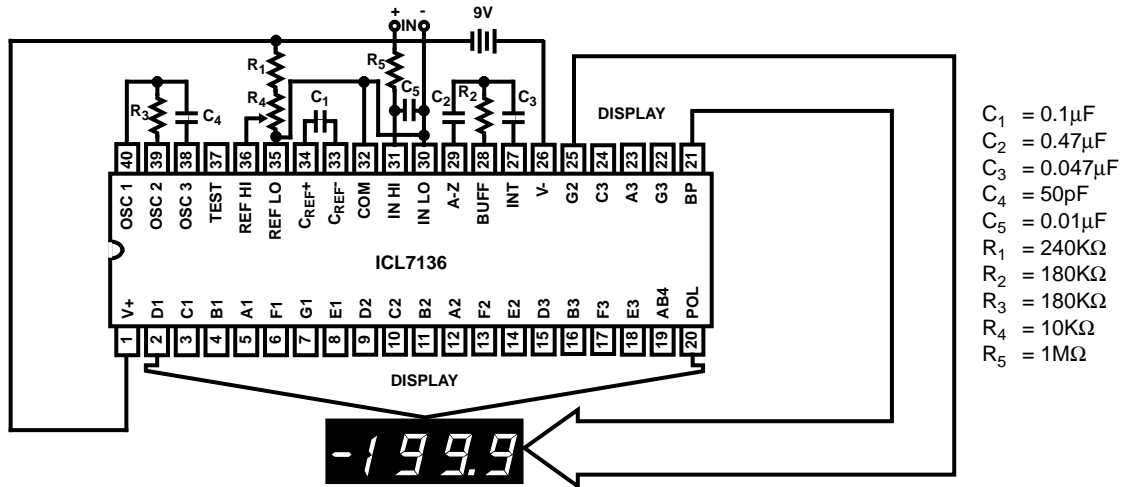 + IN -
9V
R1
R5
C5
R4
C1
C2
R2
C3
R3
C4
DISPLAY
40 39 38 37 36 35 34 33 32 31 30 29 28 27 26 25 24 23 22 21
OSC 1
OSC 2
OSC 3
TEST
REF HI
REF LO
CREF+
CREF-
COM
IN HI
IN LO
A-Z
BUFF
INT
V-
G2
C3
A3
G3
BP
ICL7136
V+
D1
C1
B1
A1
F1
G1
E1
D2
C2
B2
A2
F2
E2
D3
B3
F3
E3
AB4
POL
1 2 3 4 5 6 7 8 9 10 11 12 13 14 15 16 17 18 19 20
DISPLAY
-199.9
C1 = 0.1μF
C2 = 0.47μF
C3 = 0.047μF
C4 = 50pF
C5 = 0.01μF
R1 = 240KΩ
R2 = 180KΩ
R3 = 180KΩ
R4 = 10KΩ
R5 = 1MΩ